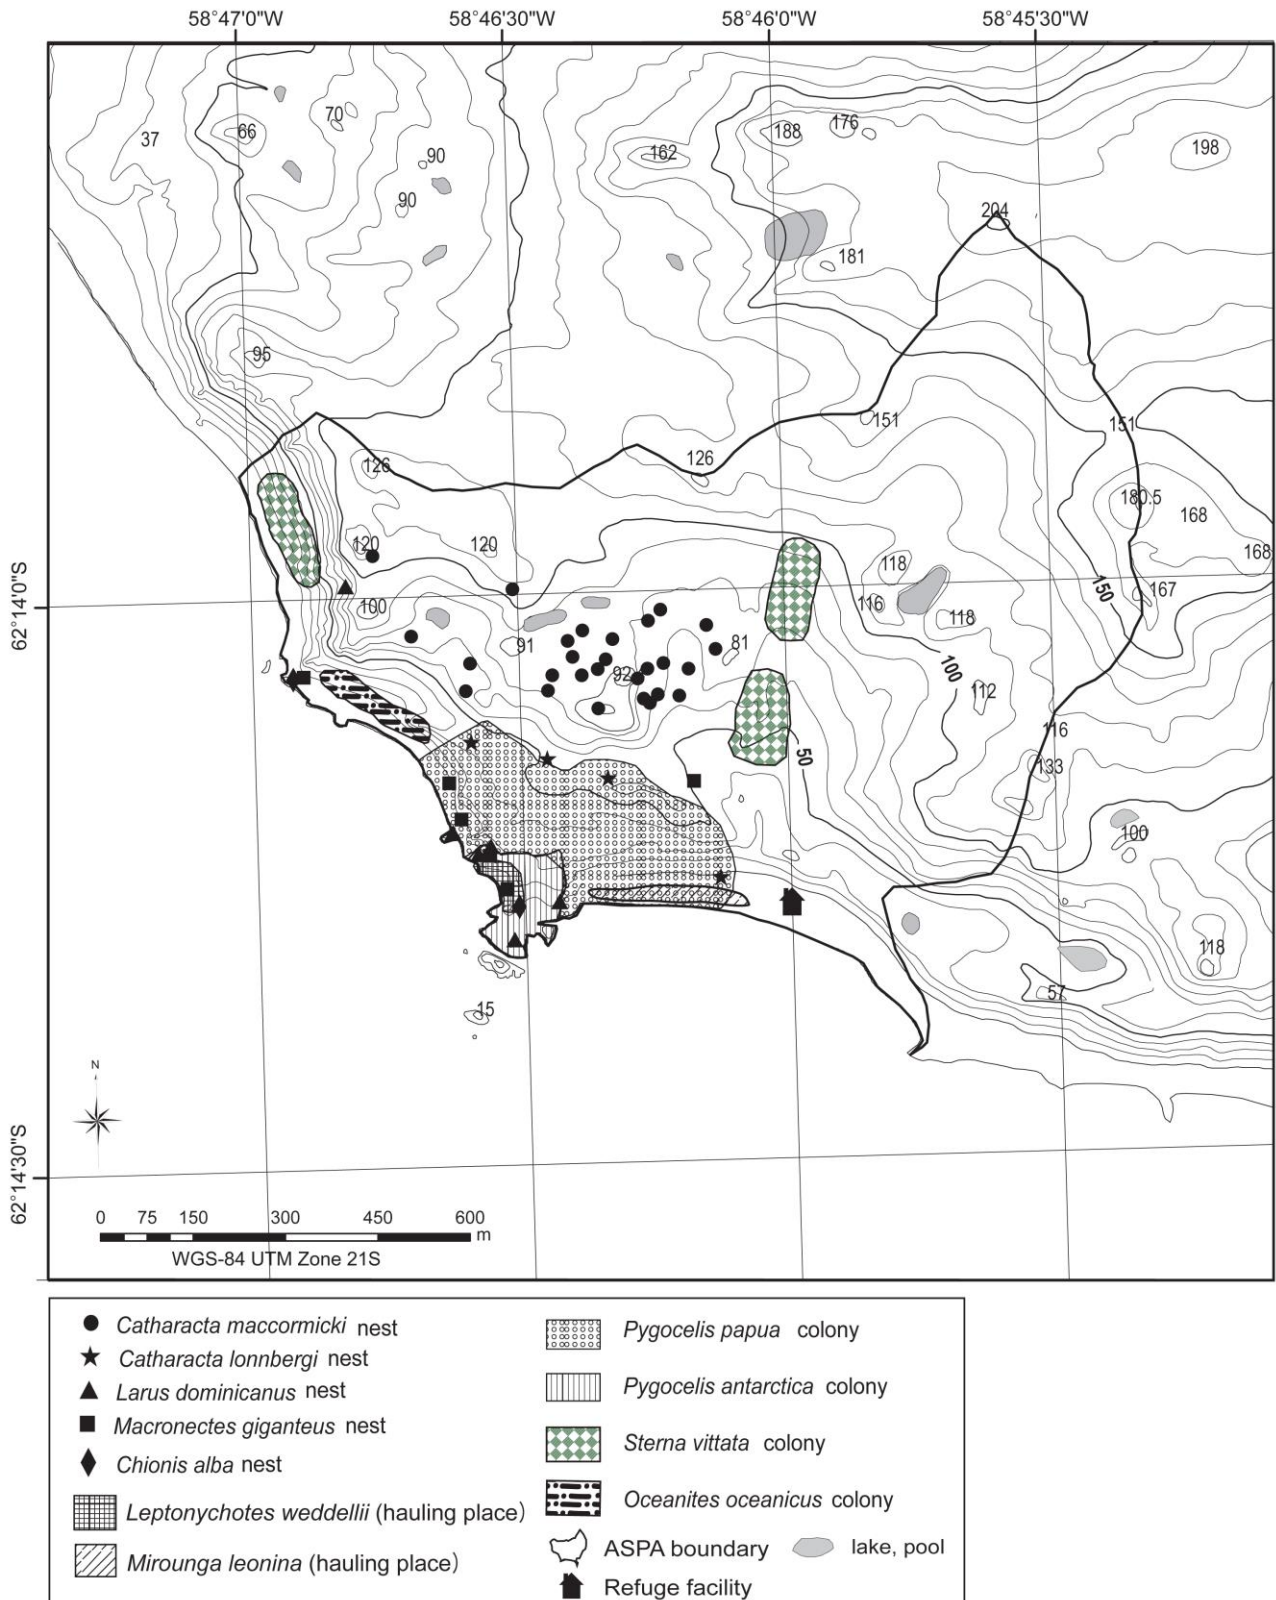 58°47'0"W 58°46'30"W 58°46'0"W 58°45'30"W
70
66
37
188 176
198
162
90
90
204
181
95
151
151
126
126
180.5
168
120
120
168
118
167
62°14'0"S
100
116
150
118
91
81
92
100
112
116
50
133
100
118
57
15
N
62°14'30"S
0 75 150 300 450 600
m
WGS-84 UTM Zone 21S
Catharacta maccormicki nest
Catharacta lonnbergi nest
Larus dominicanus nest
Macronectes giganteus nest
Chionis alba nest
Leptonychotes weddellii (hauling place)
Mirounga leonina (hauling place)
Pygocelis papua colony
Pygocelis antarctica colony
Sterna vittata colony
Oceanites oceanicus colony
ASPA boundary
lake, pool
Refuge facility